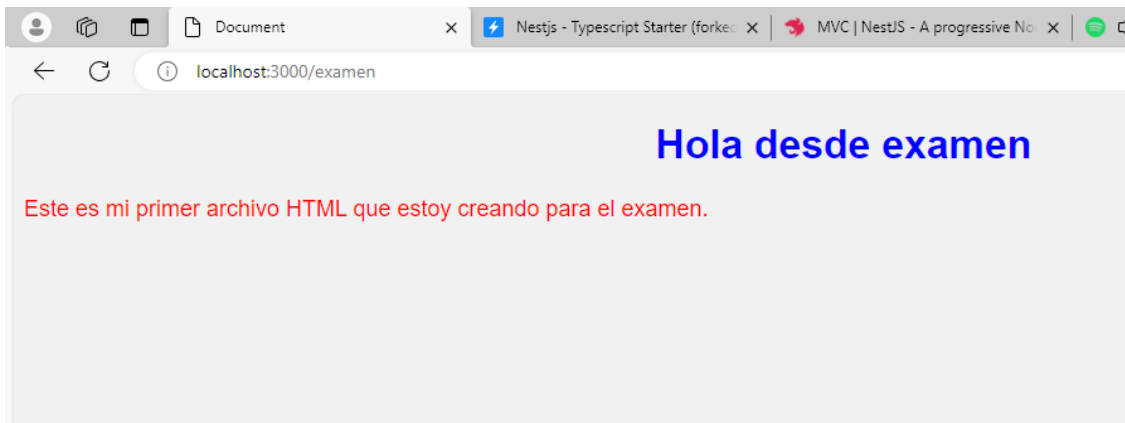 Document
Nestjs - Typescript Starter (forke
MVC | NestJS - A progressive No
localhost:3000/examen
Hola desde examen
Este es mi primer archivo HTML que estoy creando para el examen.